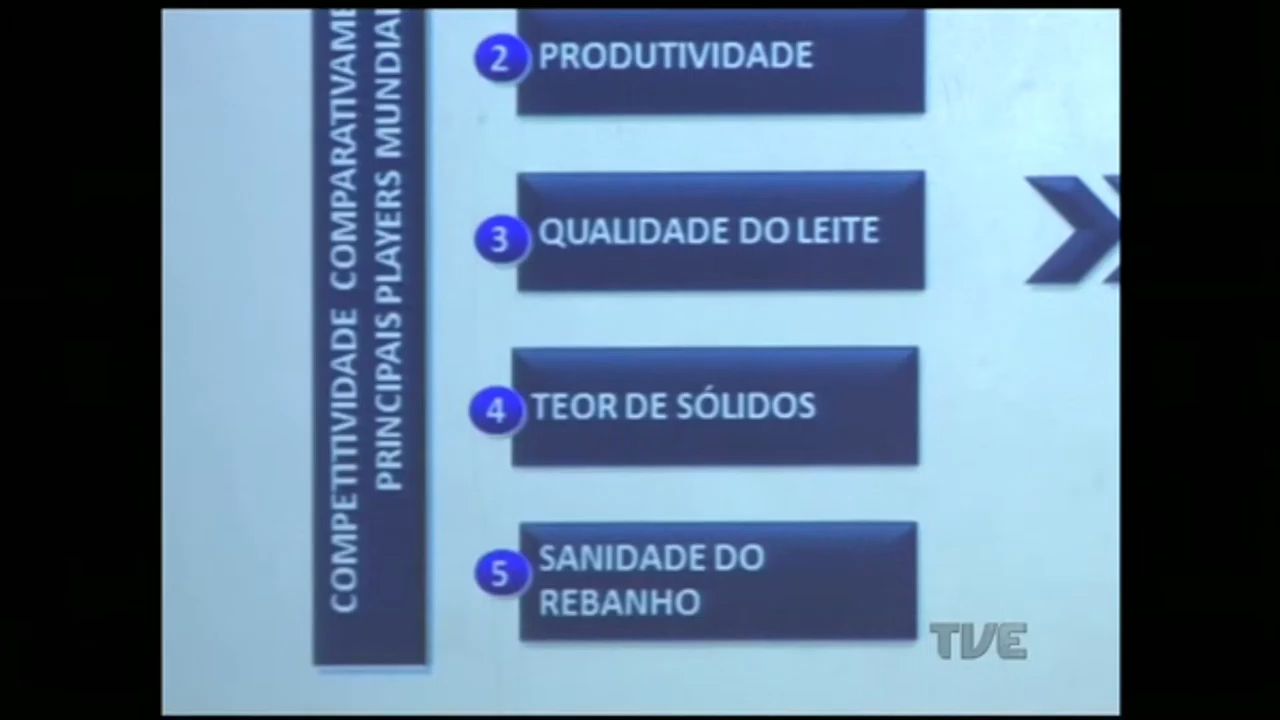 COMPETITIVIDADE COMPARATIVAME
PRINCIPAIS PLAYERS MUNDIAI
2 PRODUTIVIDADE
3 QUALIDADE DO LEITE
4 TEOR DE SÓLIDOS
5 SANIDADE DO
REBANHO
TVE